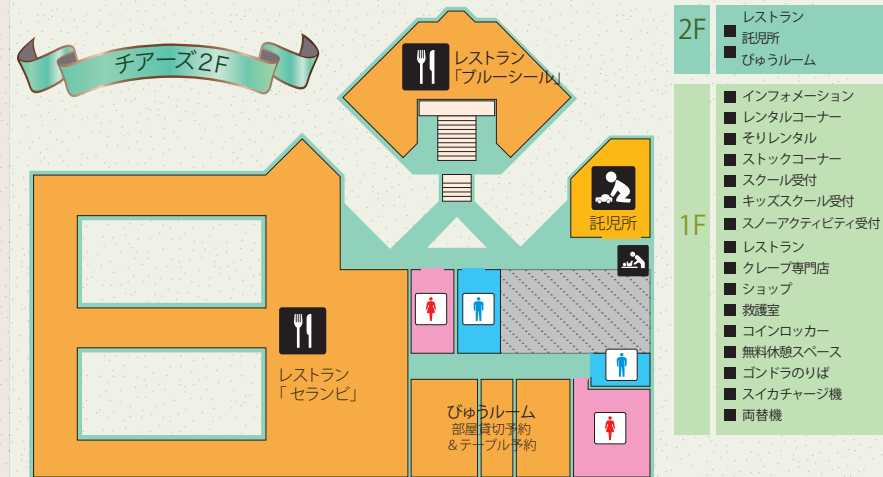 チアーズ2F
レストラン
「ブルーシール」
託児所
レストラン
「 セランビ」
びゅうルーム
部屋貸切予約
&テーブル予約
2F
レストラン
■ 託児所
■ びゅうルーム
1F
■ インフォメーション
■ レンタルコーナー
■ そりレンタル
■ ストックコーナー
■ スクール受付
■ キッズスクール受付
■ スノーアクティビティ受付
■ レストラン
■ クレープ専門店
■ ショップ
■ 救護室
■ コインロッカー
■ 無料休憩スペース
■ ゴンドラのりば
■ スイカチャージ機
■ 両替機